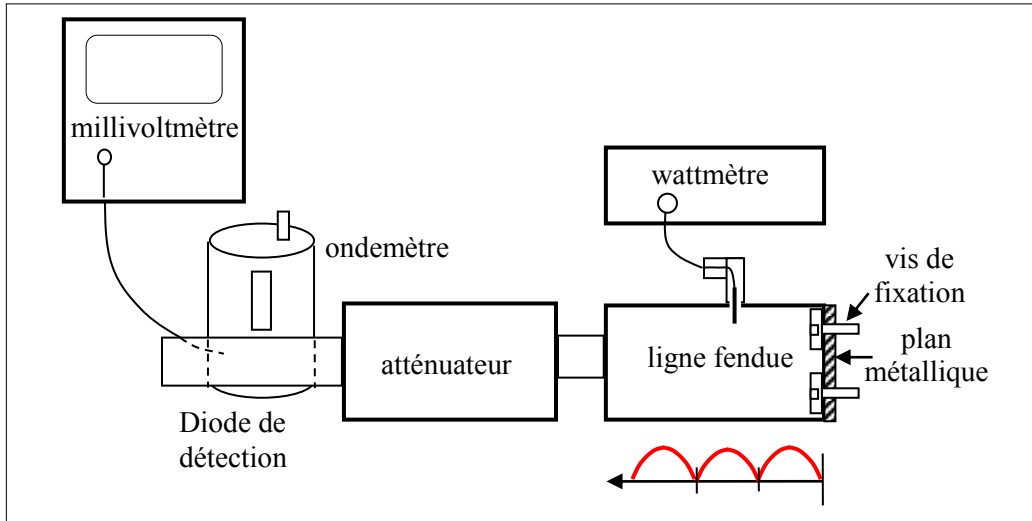 millivoltmètre
wattmètre
ondemètre
vis de
fixation
atténuateur
ligne fendue
plan
métallique
Diode de
détection